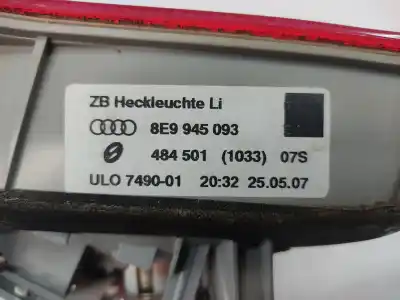 ZB Heckleuchte Li
8E9 945 093
484 501 (1033) 07S
ULO 7490-01 20:32 25.05.07